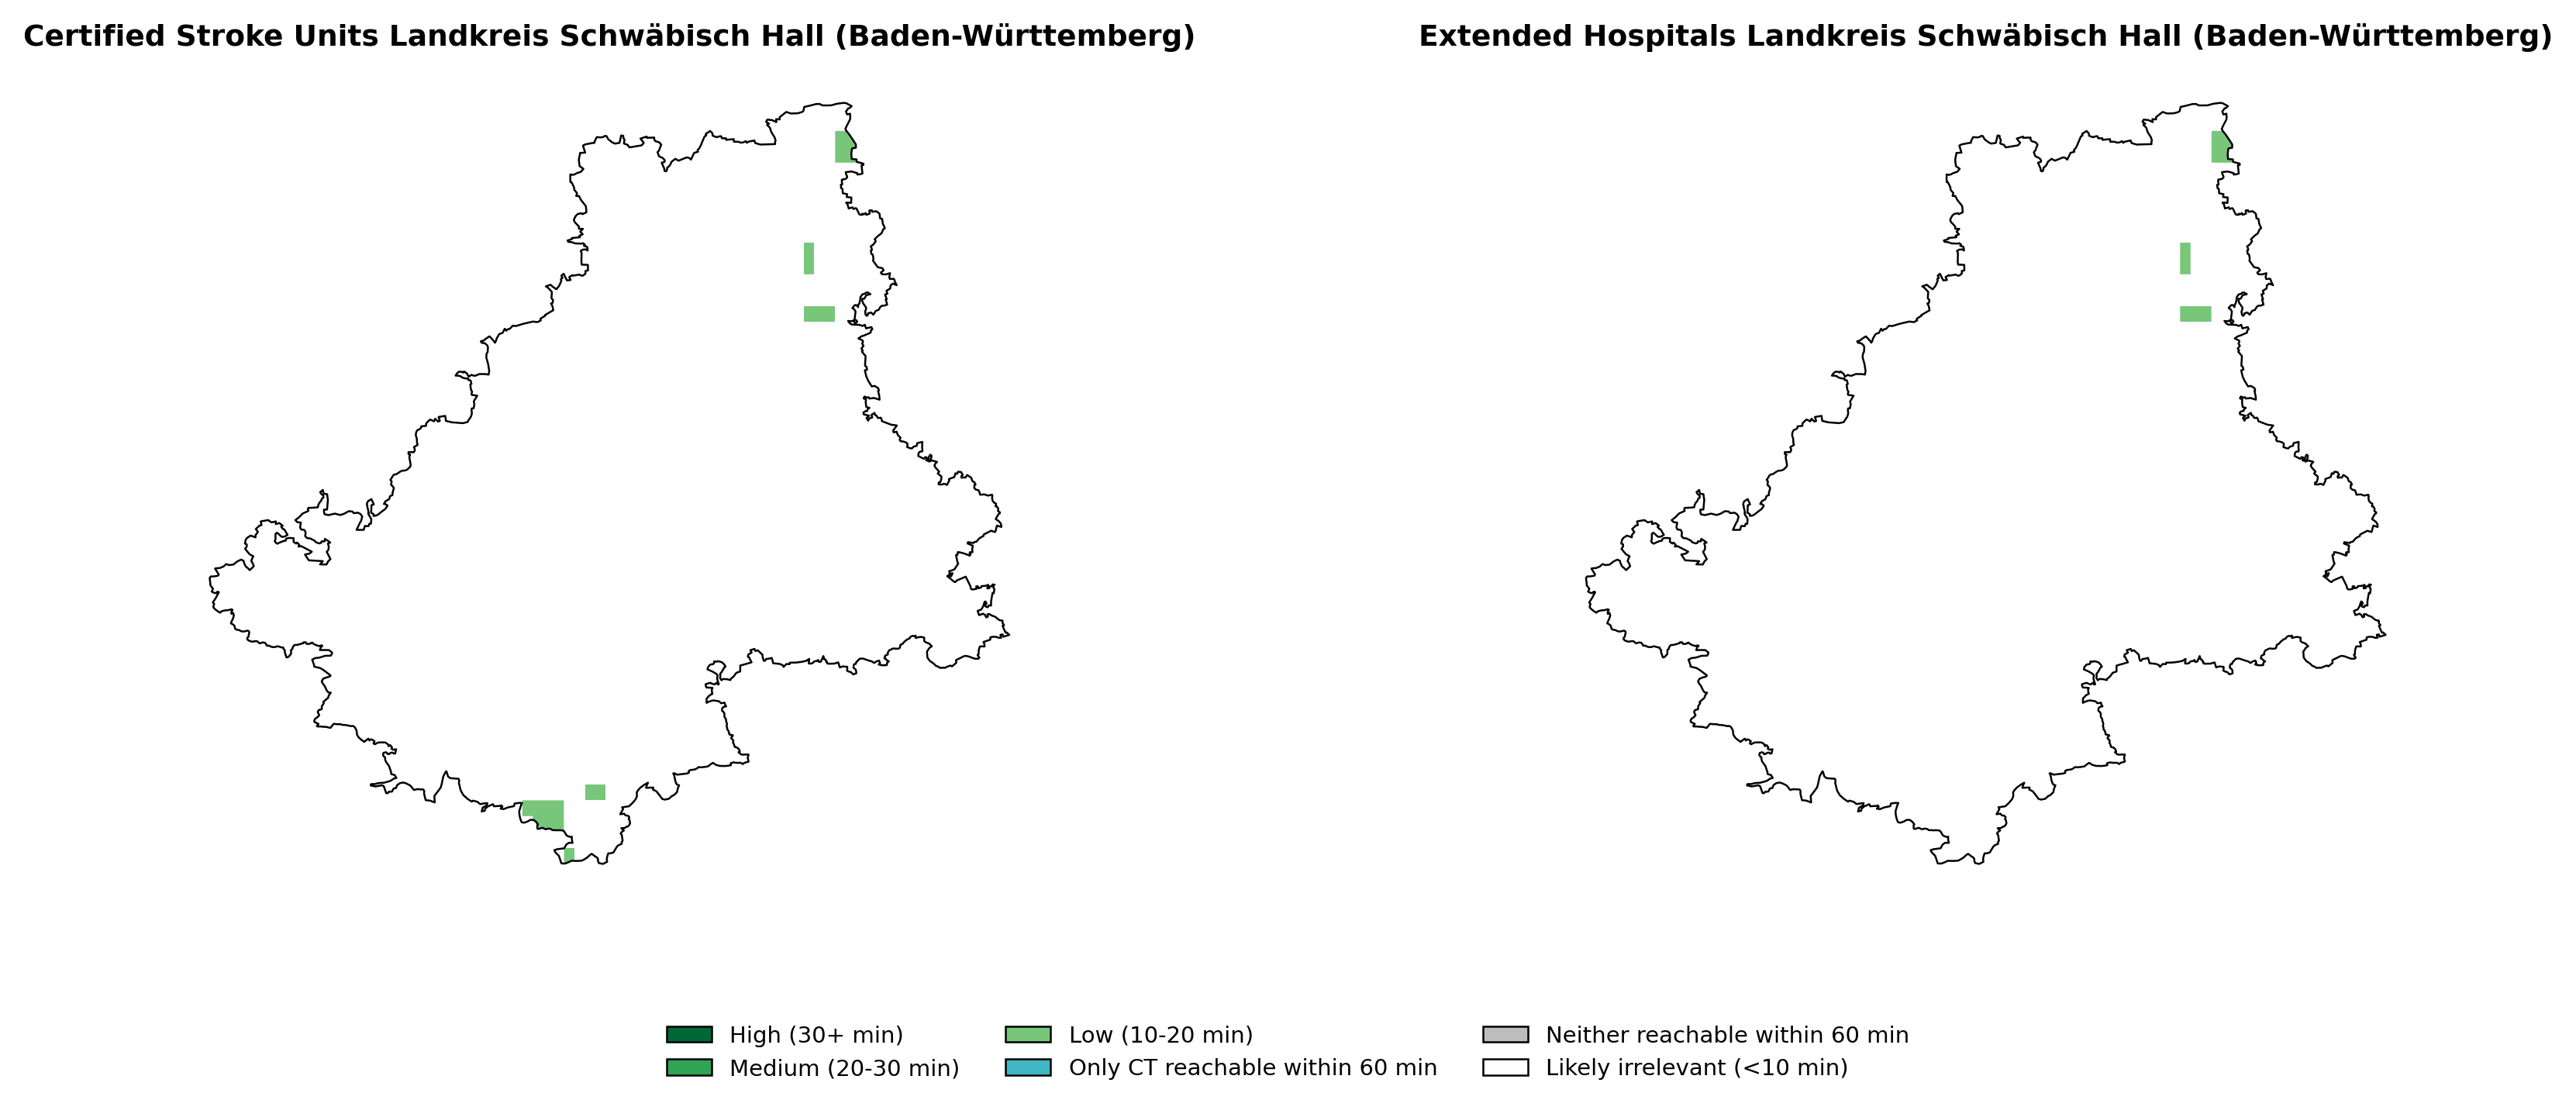 Certified Stroke Units Landkreis Schwäbisch Hall (Baden-Württemberg)
Extended Hospitals Landkreis Schwäbisch Hall (Baden-Württemberg)
High (30+ min)
Medium (20-30 min)
Low (10-20 min)
Only CT reachable within 60 min
Neither reachable within 60 min
Likely irrelevant (<10 min)